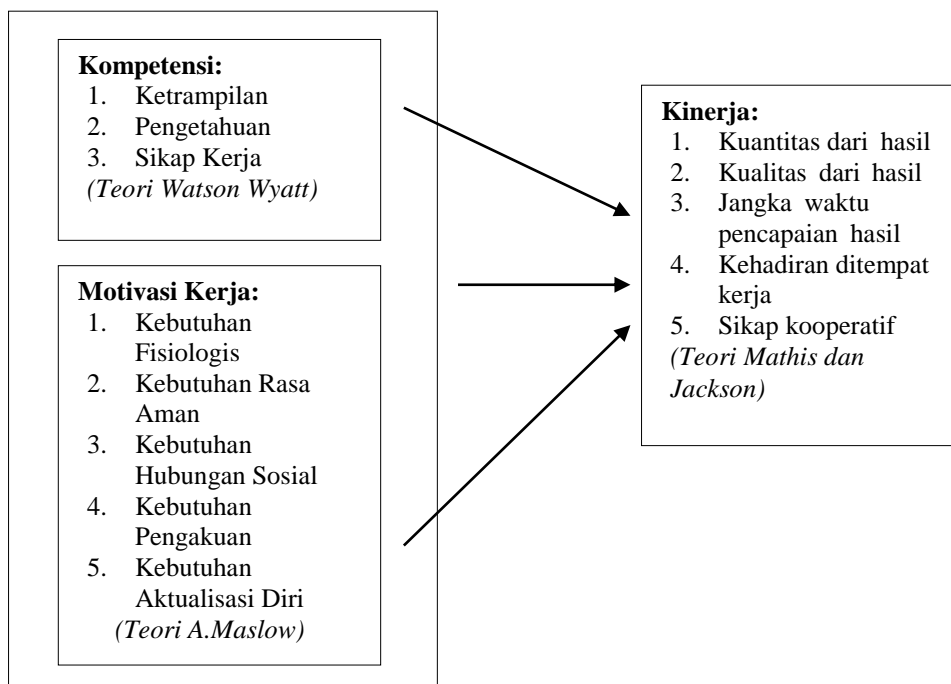 Kompetensi:
1. Ketrampilan
2. Pengetahuan
3. Sikap Kerja
(Teori Watson Wyatt)
Motivasi Kerja:
1. Kebutuhan
Fisiologis
2. Kebutuhan Rasa
Aman
3. Kebutuhan
Hubungan Sosial
4. Kebutuhan
Pengakuan
5. Kebutuhan
Aktualisasi Diri
(Teori A.Maslow)
Kinerja:
1. Kuantitas dari hasil
2. Kualitas dari hasil
3. Jangka waktu
pencapaian hasil
4. Kehadiran ditempat
kerja
5. Sikap kooperatif
(Teori Mathis dan
Jackson)